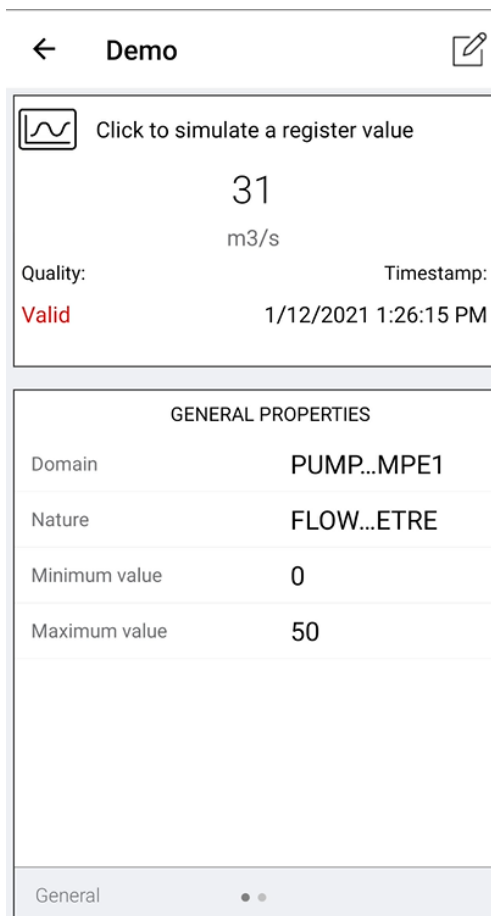 Demo
Click to simulate a register value
31
m3/s
Quality: Timestamp:
Valid 1/12/2021 1:26:15 PM
GENERAL PROPERTIES
Domain PUMP...MPE1
Nature FLOW...ETRE
Minimum value 0
Maximum value 50
General